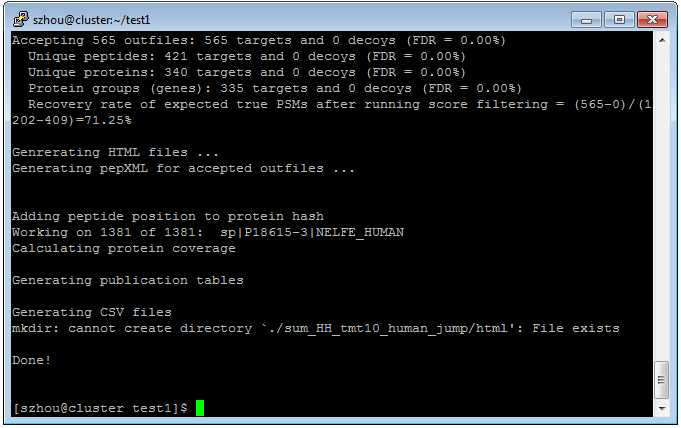 szhou@cluster:~/test1
Accepting 565 outfiles: 565 targets and 0 decoys (FDR = 0.00%)
  Unique peptides: 421 targets and 0 decoys (FDR = 0.00%)
  Unique proteins: 340 targets and 0 decoys (FDR = 0.00%)
  Protein groups (genes): 335 targets and 0 decoys (FDR = 0.00%)
  Recovery rate of expected true PSMs after running score filtering = (565-0)/(1
202-409)=71.25%
Genrerating HTML files ...
Generating pepXML for accepted outfiles ...
Adding peptide position to protein hash
Working on 1381 of 1381:  sp|P18615-3|NELFE_HUMAN
Calculating protein coverage
Generating publication tables
Generating CSV files
mkdir: cannot create directory `./sum_HH_tmt10_human_jump/html': File exists
Done!
[szhou@cluster test1]$